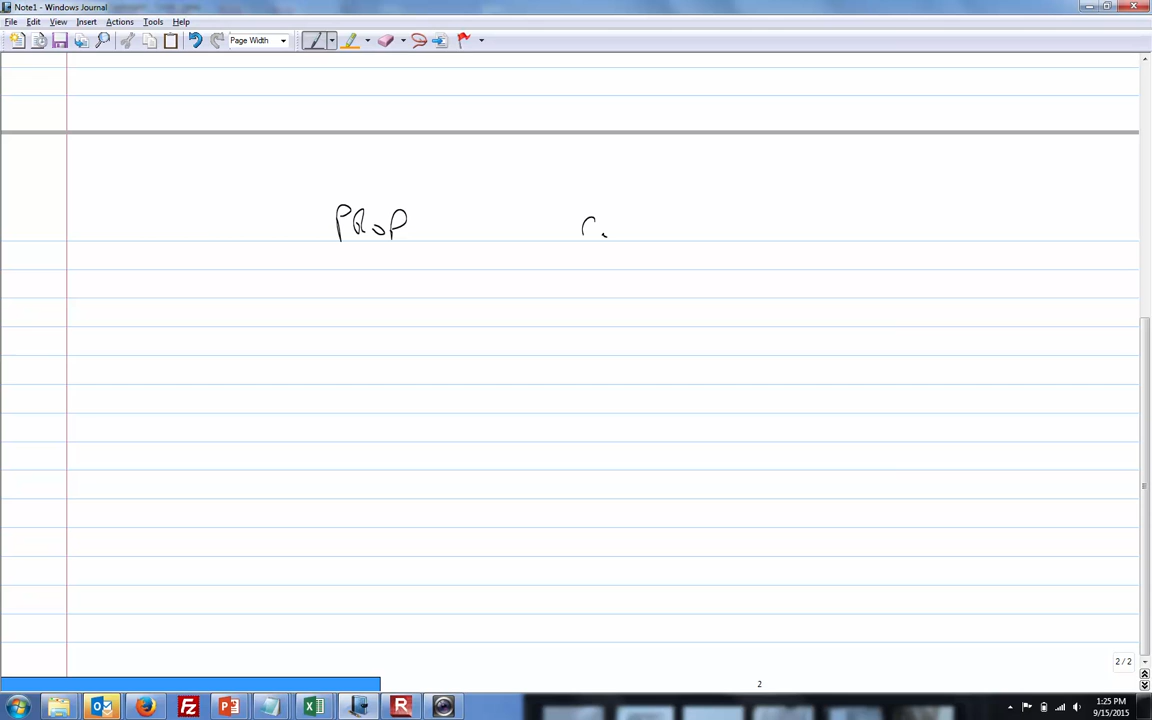 Note1 - Windows Journal
File Edit View Insert Actions Tools Help
Page Width
PROP
2 / 2
2
1:25 PM
9/15/2015